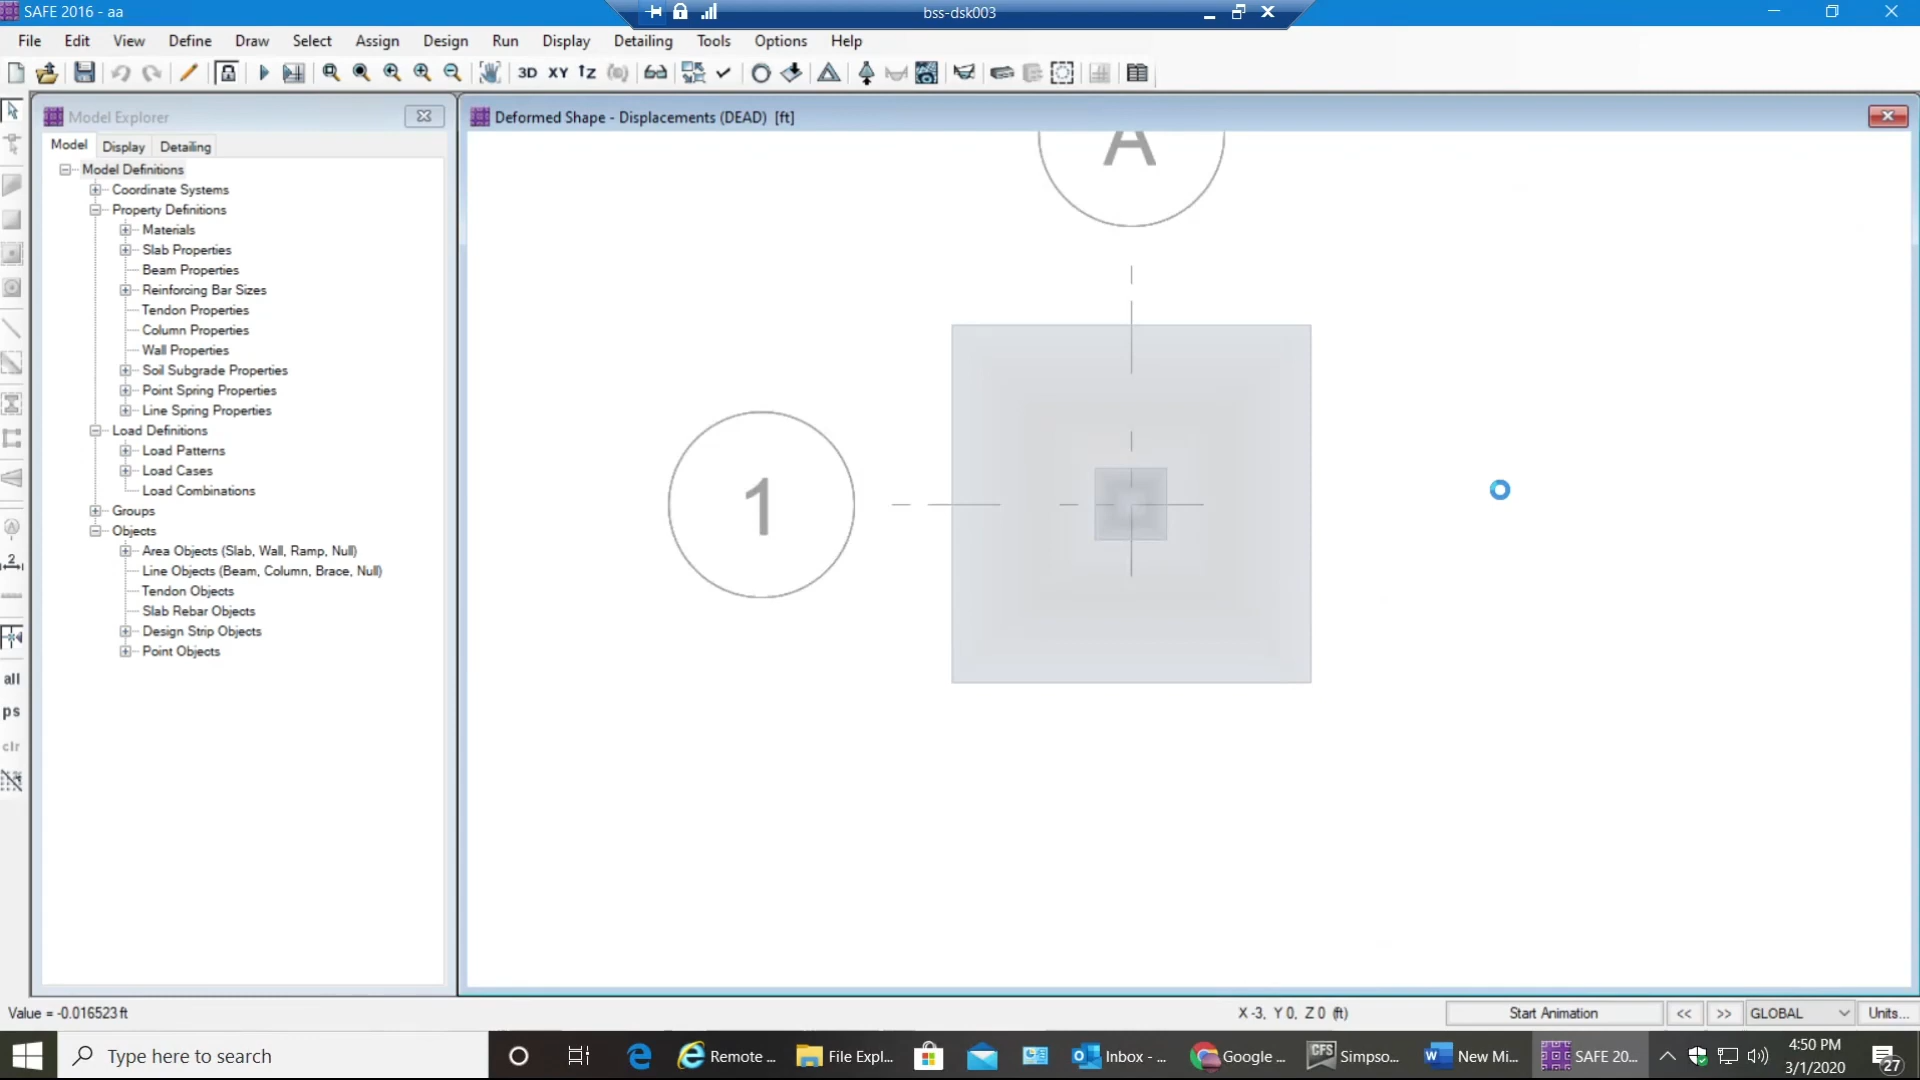 SAFE 2016 - aa
bss-dsk003
File Edit View Define Draw Select Assign Design Run Display Detailing Tools Options Help
3D XY
Model Explorer
Deformed Shape - Displacements (DEAD) [ft]
Model Display Detailing
Model Definitions
Coordinate Systems
Property Definitions
Materials
Slab Properties
Beam Properties
Reinforcing Bar Sizes
Tendon Properties
Column Properties
Wall Properties
Soil Subgrade Properties
Point Spring Properties
Line Spring Properties
Load Definitions
Load Patterns
Load Cases
Load Combinations
Groups
Objects
Area Objects (Slab, Wall, Ramp, Null)
Line Objects (Beam, Column, Brace, Null)
Tendon Objects
Slab Rebar Objects
Design Strip Objects
Point Objects
all
ps
clr
A
1
Value = -0.016523 ft
X -3, Y 0, Z 0 (ft)
Start Animation << >> GLOBAL Units...
Type here to search
Remote ...
File Expl...
Inbox - ...
Google ...
CFS Simpso...
New Mi...
SAFE 20...
4:50 PM
3/1/2020
27